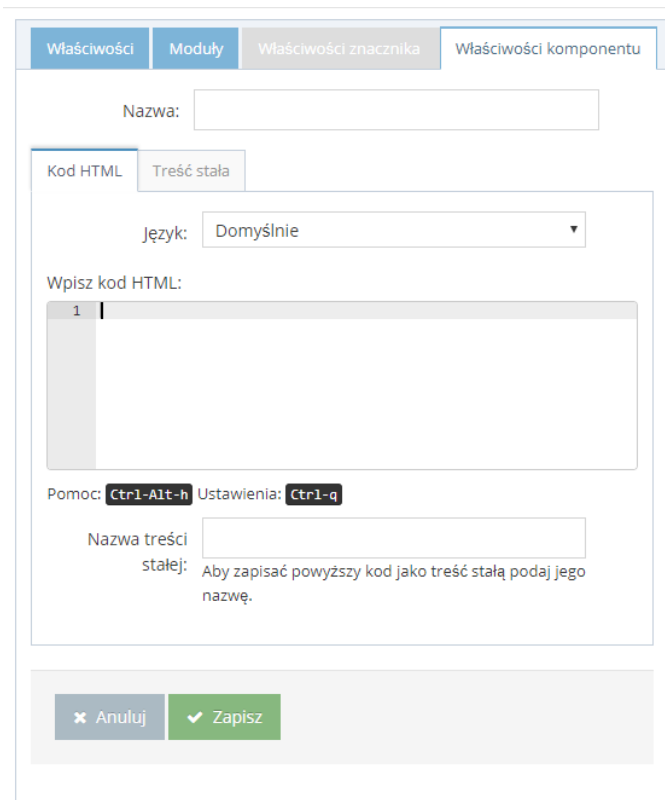 Właściwości Moduły Właściwości znacznika Właściwości komponentu
Nazwa:
Kod HTML Treść stała
Język: Domyślnie
Wpisz kod HTML:
1
Pomoc: Ctrl-Alt-h Ustawienia: Ctrl-q
Nazwa treści
stałej:
Aby zapisać powyższy kod jako treść stałą podaj jego
nazwę.
Anuluj Zapisz